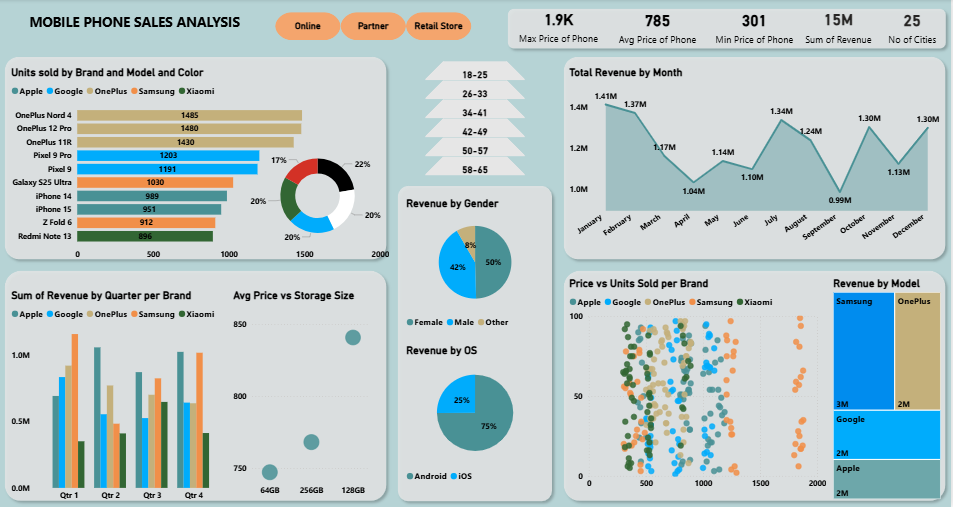 MOBILE PHONE SALES ANALYSIS
Online
Partner
Retail Store
1.9K
Max Price of Phone
785
Avg Price of Phone
301
Min Price of Phone
15M
Sum of Revenue
25
No of Cities
Units sold by Brand and Model and Color
Apple Google OnePlus Samsung Xiaomi
OnePlus Nord 4 1485
OnePlus 12 Pro 1480
OnePlus 11R 1430
Pixel 9 Pro 1203
Pixel 9 1191
Galaxy S25 Ultra 1030
iPhone 14 989
iPhone 15 951
Z Fold 6 912
Redmi Note 13 896
0 500 1000 1500 2000
17%
22%
20%
20%
20%
18-25
26-33
34-41
42-49
50-57
58-65
Total Revenue by Month
1.4M
1.2M
1.0M
1.41M
1.37M
1.17M
1.04M
1.14M
1.10M
1.34M
1.24M
0.99M
1.30M
1.13M
1.30M
January
February
March
April
May
June
July
August
September
October
November
December
Revenue by Gender
8%
42%
50%
Female Male Other
Revenue by OS
25%
75%
Android iOS
Sum of Revenue by Quarter per Brand
Apple Google OnePlus Samsung Xiaomi
1.0M
0.5M
0.0M
Qtr 1 Qtr 2 Qtr 3 Qtr 4
Avg Price vs Storage Size
850
800
750
64GB 256GB 128GB
Price vs Units Sold per Brand
Apple Google OnePlus Samsung Xiaomi
100
50
0
0 500 1000 1500 2000
Revenue by Model
Samsung
3M
OnePlus
2M
Google
2M
Apple
2M